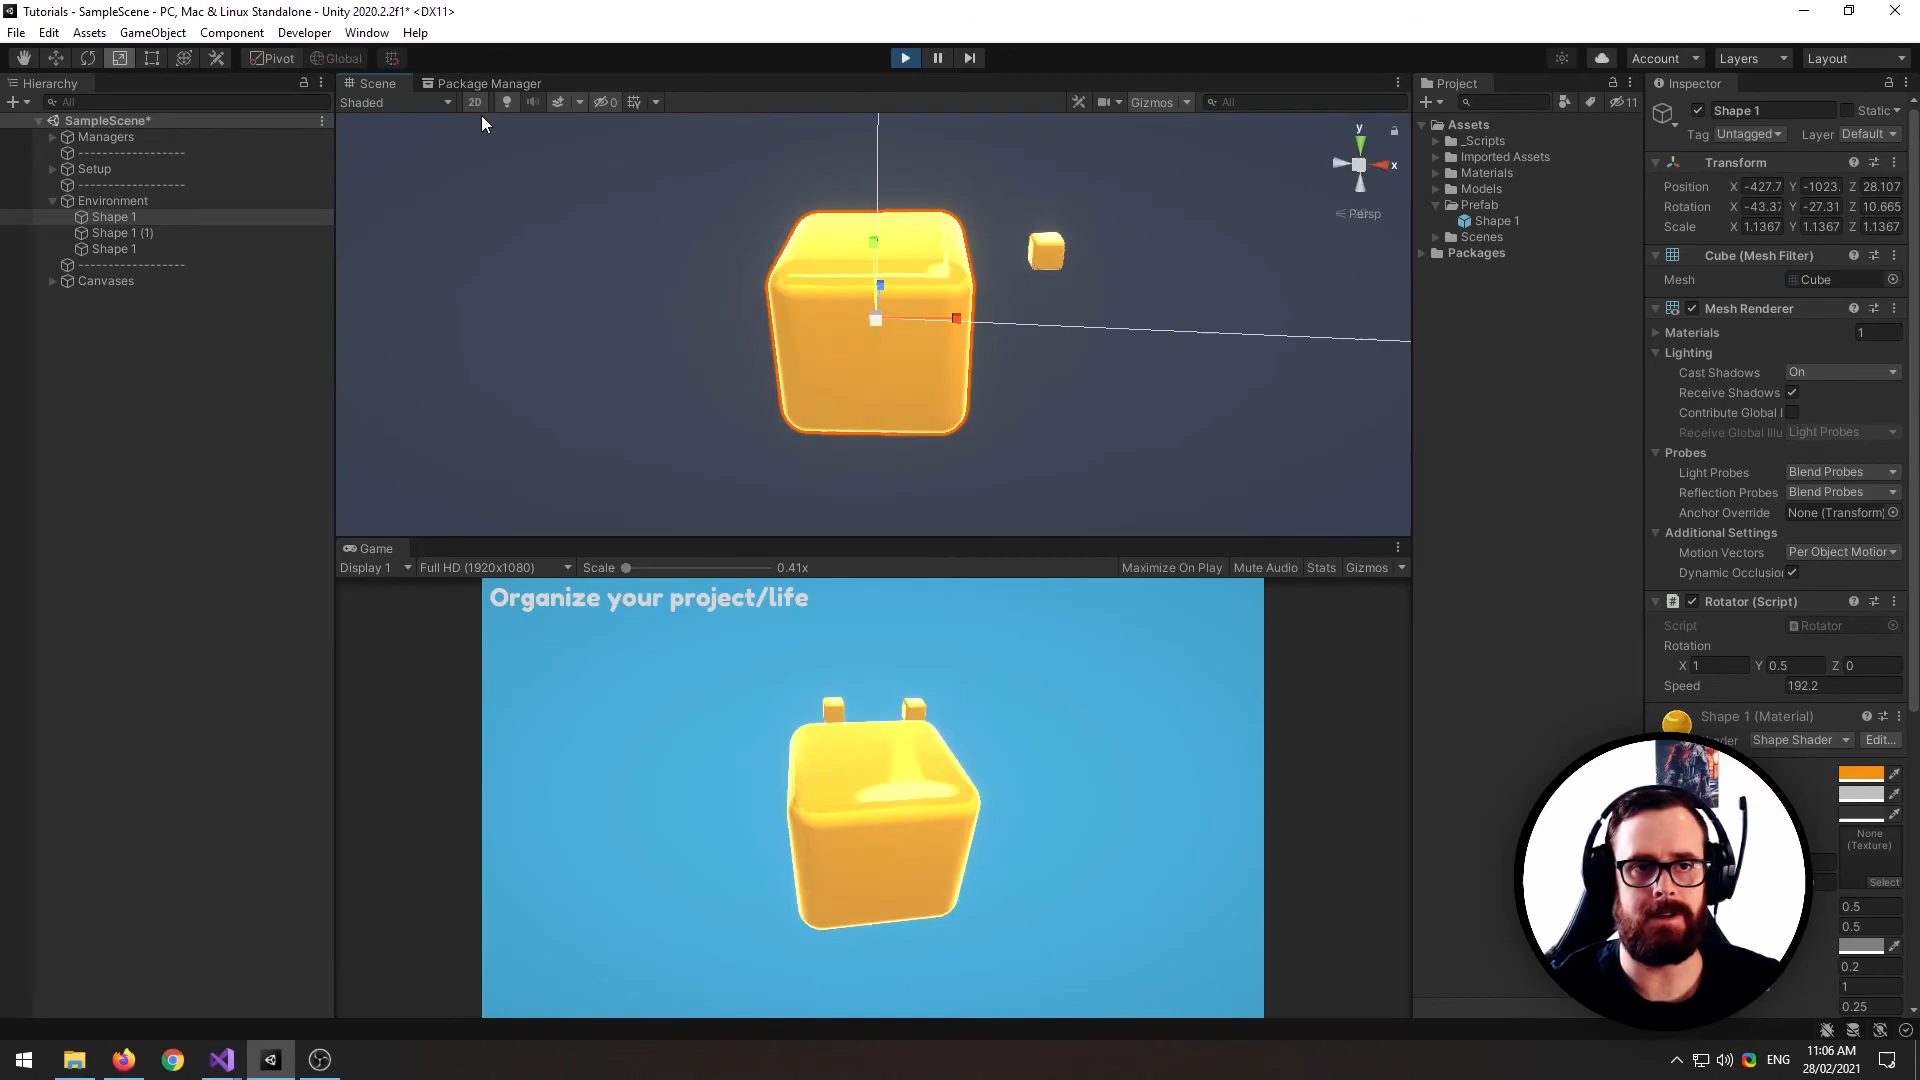 Tutorials - SampleScene - PC, Mac & Linux Standalone - Unity 2020.2.2f1* <DX11>
File Edit Assets GameObject Component Developer Window Help
Pivot Global
Account Layers Layout
Hierarchy
All
SampleScene*
Managers
--------------------
Setup
--------------------
Environment
Shape 1
Shape 1 (1)
Shape 1
--------------------
Canvases
Scene Package Manager
Shaded 2D 0 Gizmos All
y
x
Persp
Game
Display 1 Full HD (1920x1080) Scale 0.41x Maximize On Play Mute Audio Stats Gizmos
Organize your project/life
Project
11
Assets
_Scripts
Imported Assets
Materials
Models
Prefab
Shape 1
Scenes
Packages
Inspector
Shape 1 Static
Tag Untagged Layer Default
Transform
Position X -427.7 Y -1023. Z 28.107
Rotation X -43.37 Y -27.31 Z 10.665
Scale X 1.1367 Y 1.1367 Z 1.1367
Cube (Mesh Filter)
Mesh Cube
Mesh Renderer
Materials 1
Lighting
Cast Shadows On
Receive Shadows
Contribute Global I
Receive Global Illu Light Probes
Probes
Light Probes Blend Probes
Reflection Probes Blend Probes
Anchor Override None (Transform)
Additional Settings
Motion Vectors Per Object Motion
Dynamic Occlusion
# Rotator (Script)
Script Rotator
Rotation
X 1 Y 0.5 Z 0
Speed 192.2
Shape 1 (Material)
Shape Shader Edit...
None
(Texture)
Select
0.5
0.5
0.2
1
0.25
ENG
11:06 AM
28/02/2021